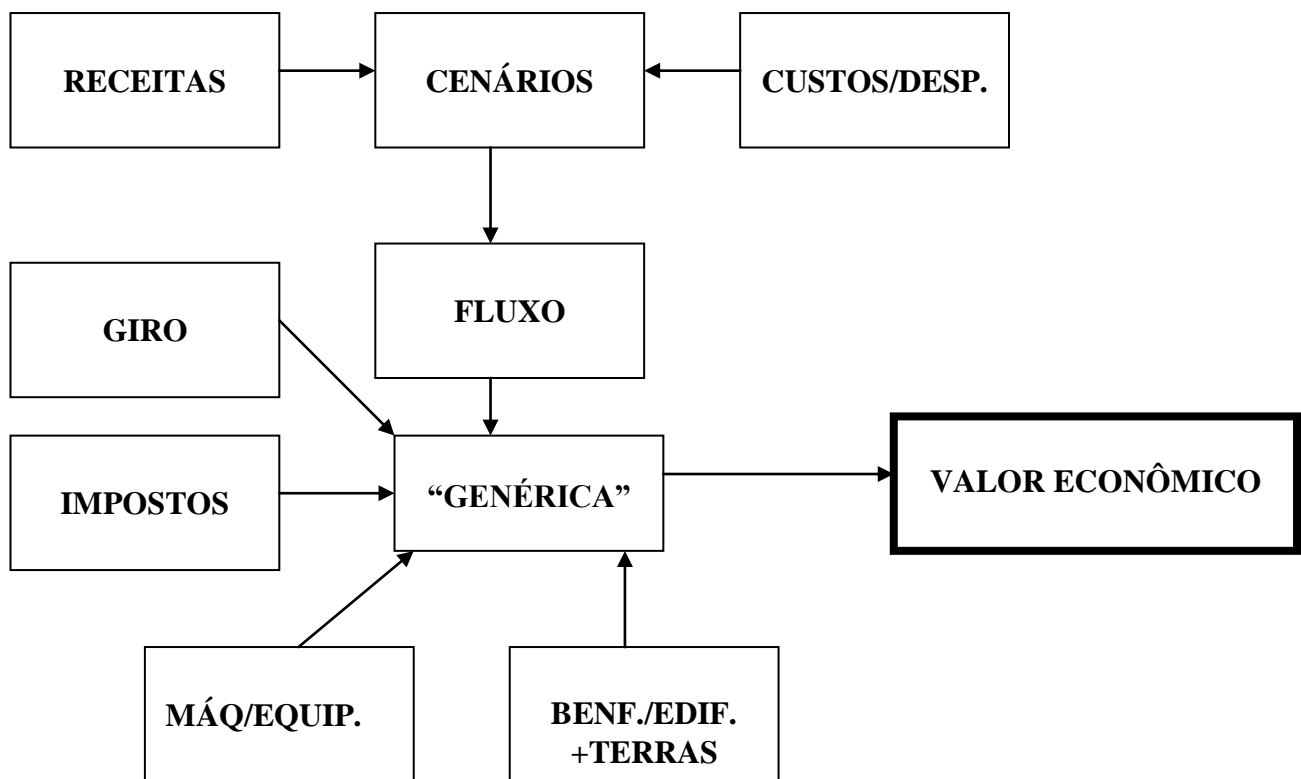 RECEITAS
CENÁRIOS
CUSTOS/DESP.
GIRO
FLUXO
IMPOSTOS
“GENÉRICA”
VALOR ECONÔMICO
MÁQ/EQUIP.
BENF./EDIF.
+TERRAS